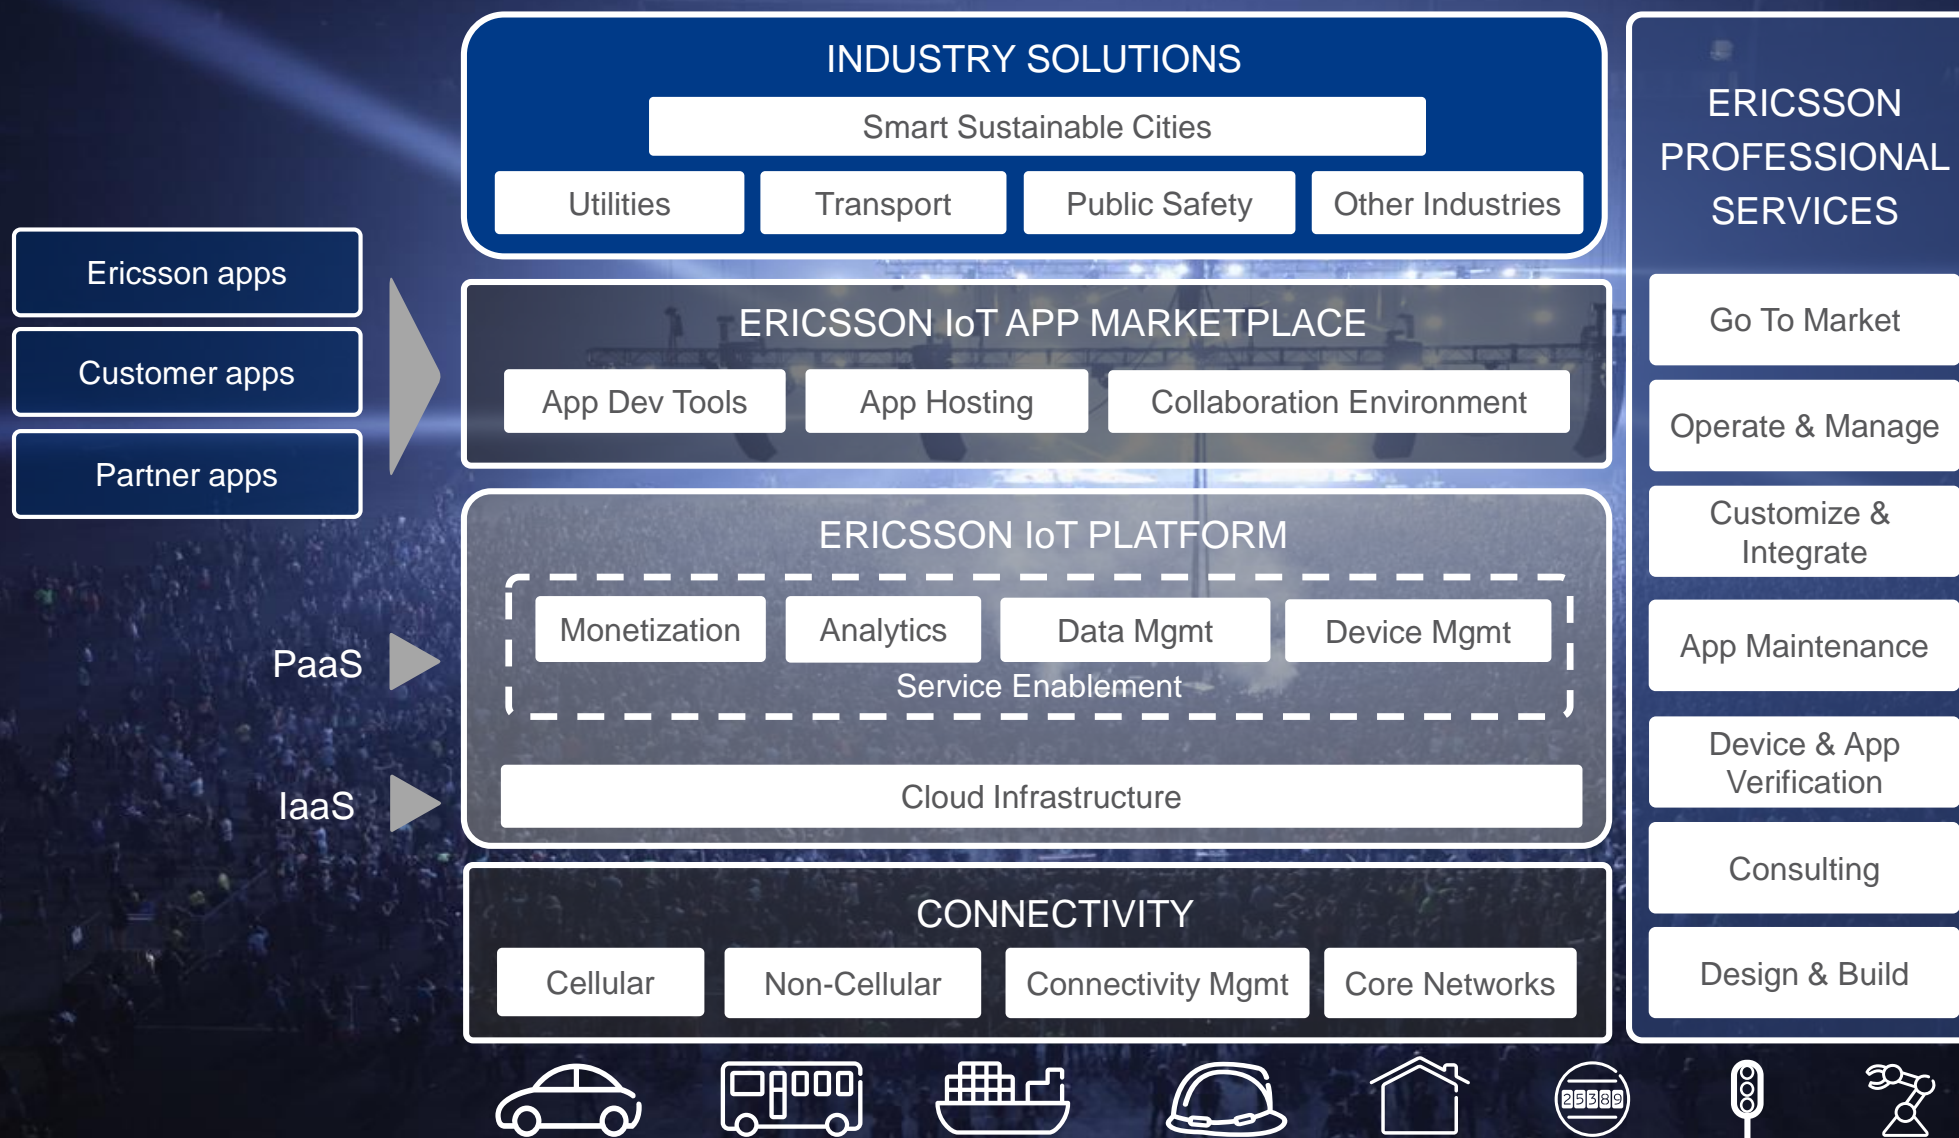 INDUSTRY SOLUTIONS
Smart Sustainable Cities
Utilities
Transport
Public Safety
Other Industries
Ericsson apps
Customer apps
Partner apps
ERICSSON IoT APP MARKETPLACE
App Dev Tools
App Hosting
Collaboration Environment
ERICSSON IoT PLATFORM
Monetization
Analytics
Data Mgmt
Device Mgmt
Service Enablement
PaaS
IaaS
Cloud Infrastructure
CONNECTIVITY
Cellular
Non-Cellular
Connectivity Mgmt
Core Networks
25389
ERICSSON
PROFESSIONAL
SERVICES
Go To Market
Operate & Manage
Customize &
Integrate
App Maintenance
Device & App
Verification
Consulting
Design & Build